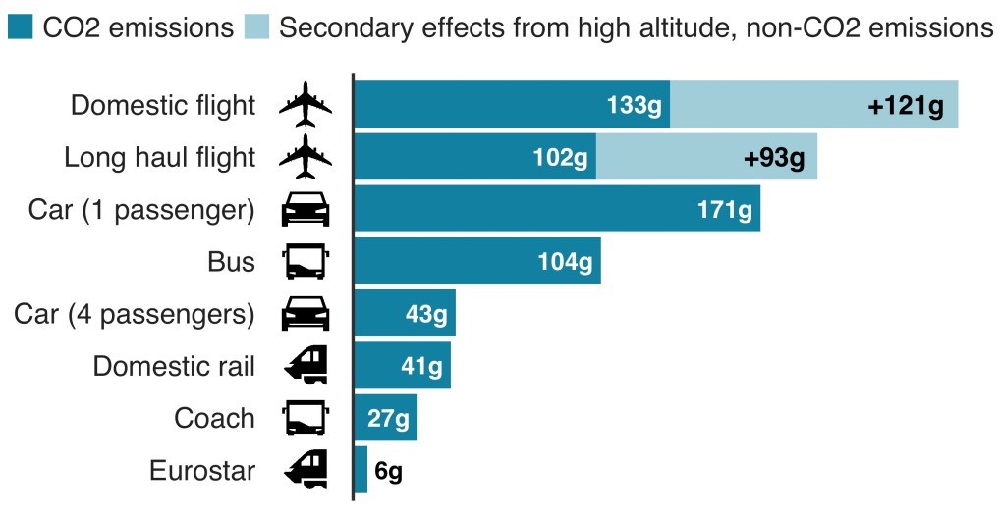 CO2 emissions Secondary effects from high altitude, non-CO2 emissions
Domestic flight 133g +121g
Long haul flight 102g +93g
Car (1 passenger) 171g
Bus 104g
Car (4 passengers) 43g
Domestic rail 41g
Coach 27g
Eurostar 6g